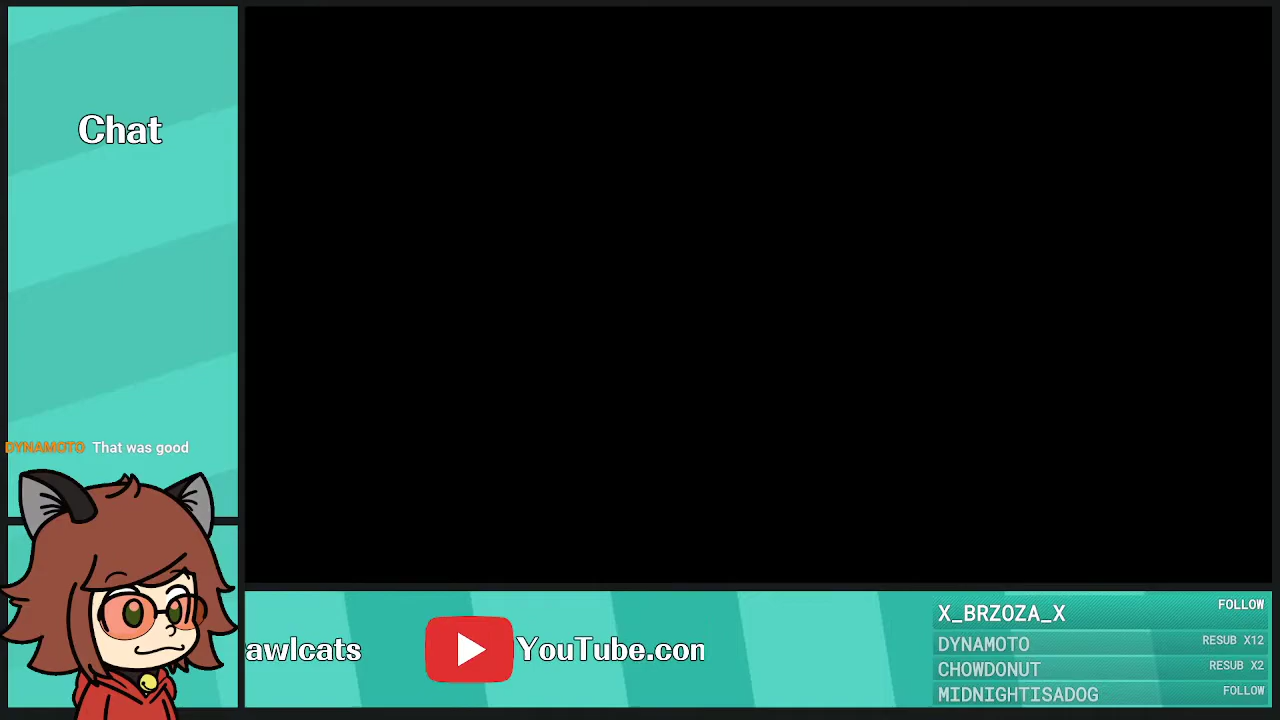 Chat
DYNAMOTO That was good
awlcats
YouTube.con
X_BRZOZA_X FOLLOW
DYNAMOTO RESUB X12
CHOWDONUT RESUB X2
MIDNIGHTISADOG FOLLOW